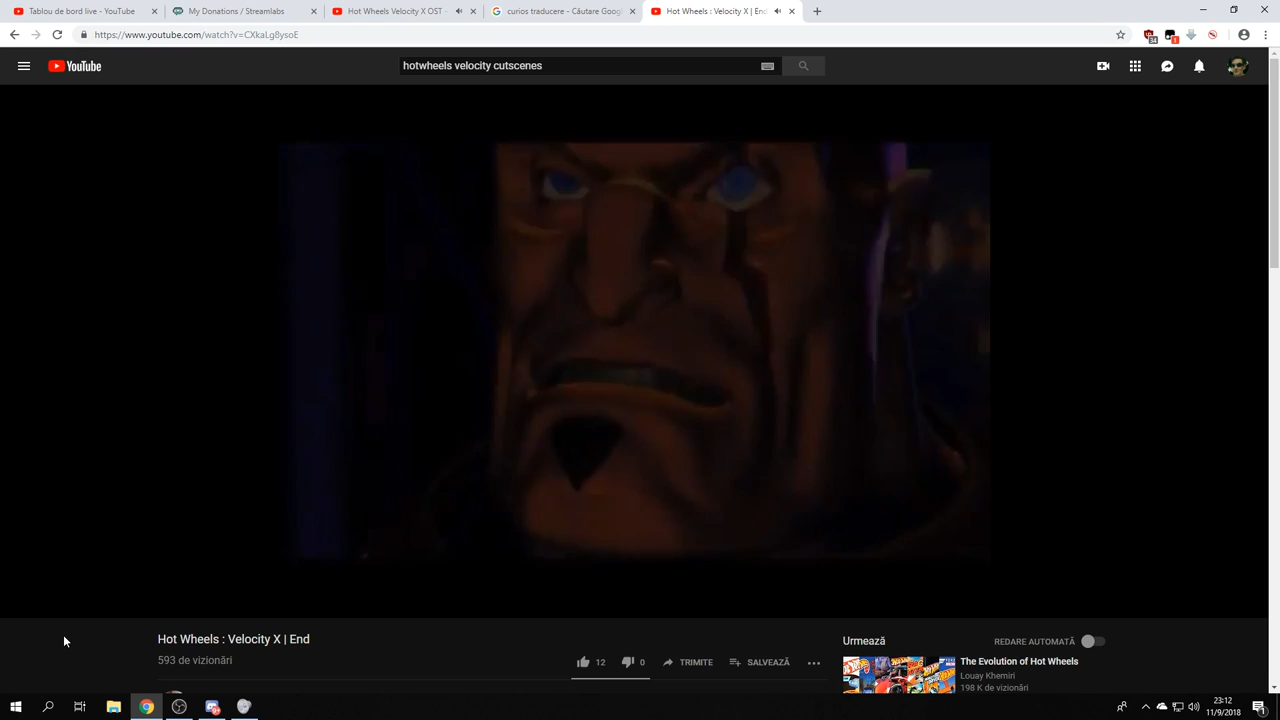 Tablou de bord live - YouTube
My Donations / Streamlabs
Hot Wheels Velocity X OST -
curios traducere - Căutare Googl
Hot Wheels : Velocity X | End
https://www.youtube.com/watch?v=CXkaLg8ysoE
34
1
YouTube
hotwheels velocity cutscenes
Hot Wheels : Velocity X | End
593 de vizionări
12
0
TRIMITE
SALVEAZĂ
Urmează
REDARE AUTOMATĂ
The Evolution of Hot Wheels
Louay Khemiri
198 K de vizionări
23:12
11/9/2018
1